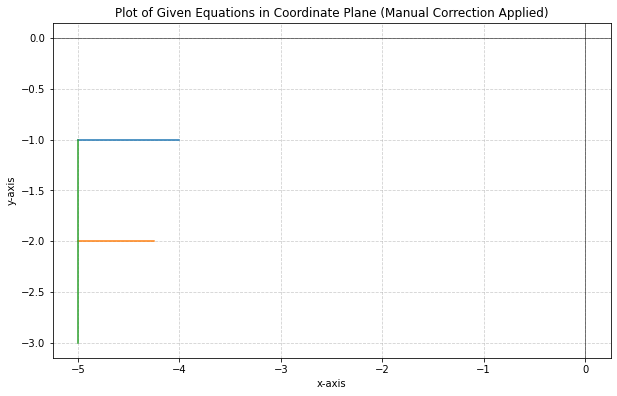 Plot of Given Equations in Coordinate Plane (Manual Correction Applied)
0.0
−0.5
−1.0
−1.5
−2.0
−2.5
−3.0
y-axis
−5 −4 −3 −2 −1 0
x-axis